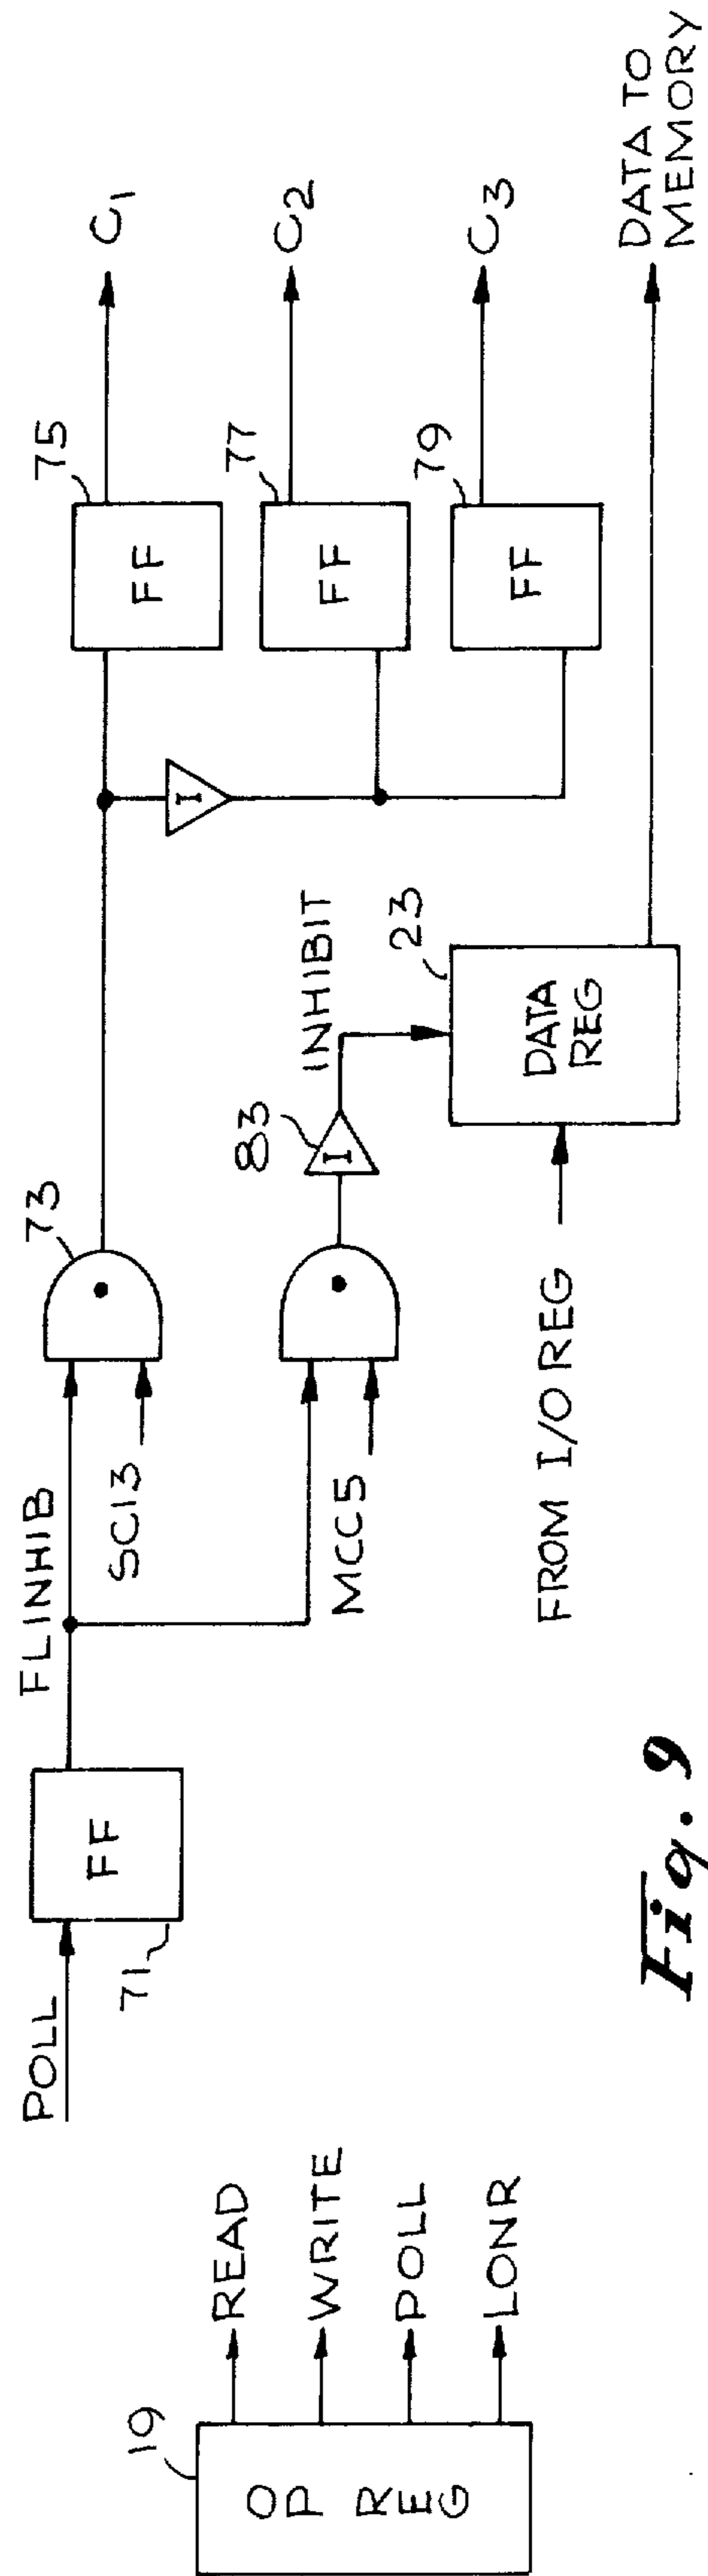 19
OP REG
READ
WRITE
POLL
LONR
POLL
FF
71
FLINHIB
SC13
73
MCC5
83
INHIBIT
FROM I/O REG
23
DATA
REG
I
I
FF
75
C1
FF
77
C2
FF
79
C3
DATA TO
MEMORY
Fig. 9